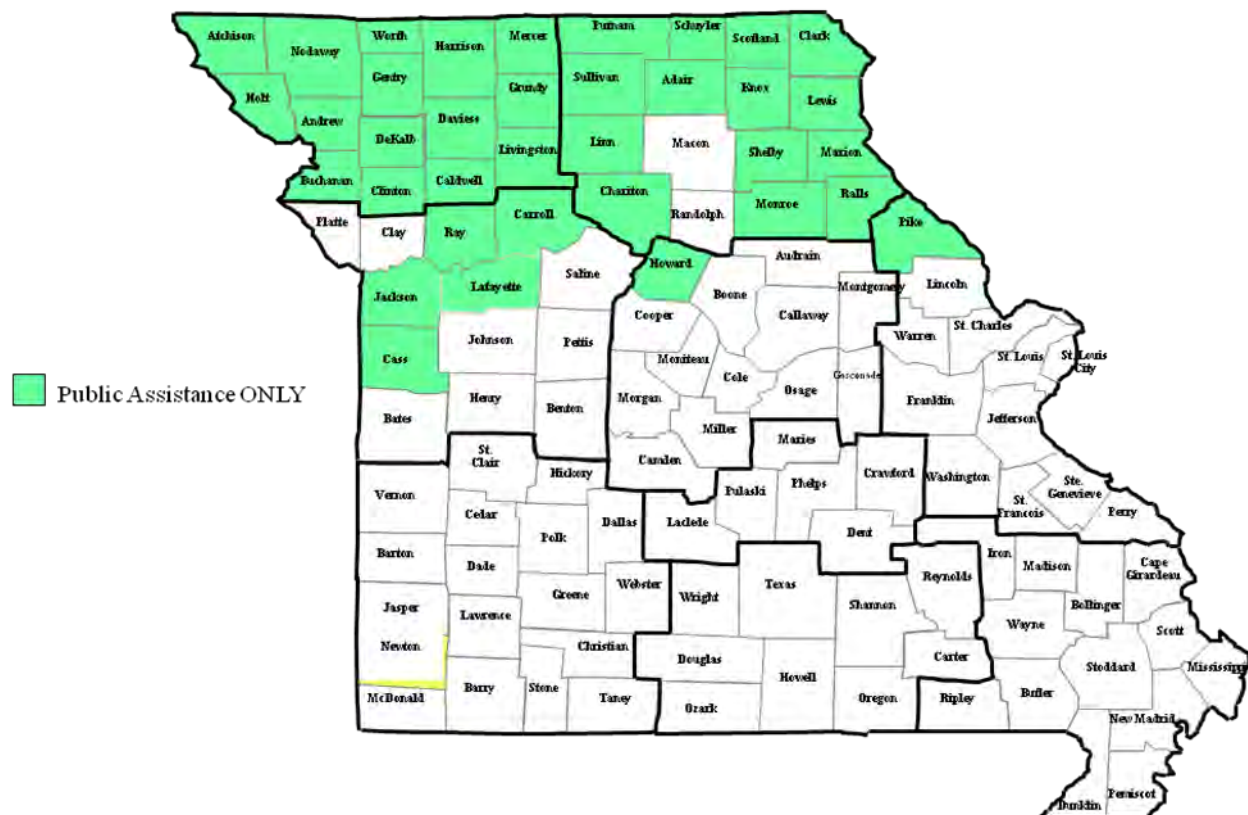 Atchison
Nodaway
Worth
Harrison
Mercer
Putnam
Schuyler
Scotland
Clark
Holt
Gentry
Grundy
Sullivan
Adair
Knox
Lewis
Andrew
DeKalb
Daviess
Livingston
Linn
Macon
Shelby
Marion
Buchanan
Clinton
Caldwell
Chariton
Randolph
Monroe
Ralls
Platte
Clay
Ray
Carroll
Pike
Howard
Audrain
Saline
Boone
Montgomery
Lincoln
Jackson
Lafayette
Cooper
Callaway
Warren
St. Charles
Johnson
Pettis
Moniteau
St. Louis
St. Louis
City
Cass
Cole
Osage
Gasconade
Public Assistance ONLY
Henry
Benton
Morgan
Franklin
Jefferson
Bates
Miller
Maries
St.
Clair
Hickory
Camden
Crawford
Washington
Ste.
Genevieve
Vernon
Pulaski
Phelps
St.
Francois
Perry
Cedar
Polk
Dallas
Laclede
Dent
Barton
Dade
Iron
Madison
Cape
Girardeau
Jasper
Greene
Webster
Wright
Texas
Shannon
Reynolds
Bollinger
Lawrence
Wayne
Scott
Newton
Christian
Douglas
Carter
Stoddard
Mississippi
McDonald
Barry
Stone
Taney
Ozark
Howell
Oregon
Ripley
Butler
New Madrid
Pemiscot
Dunklin